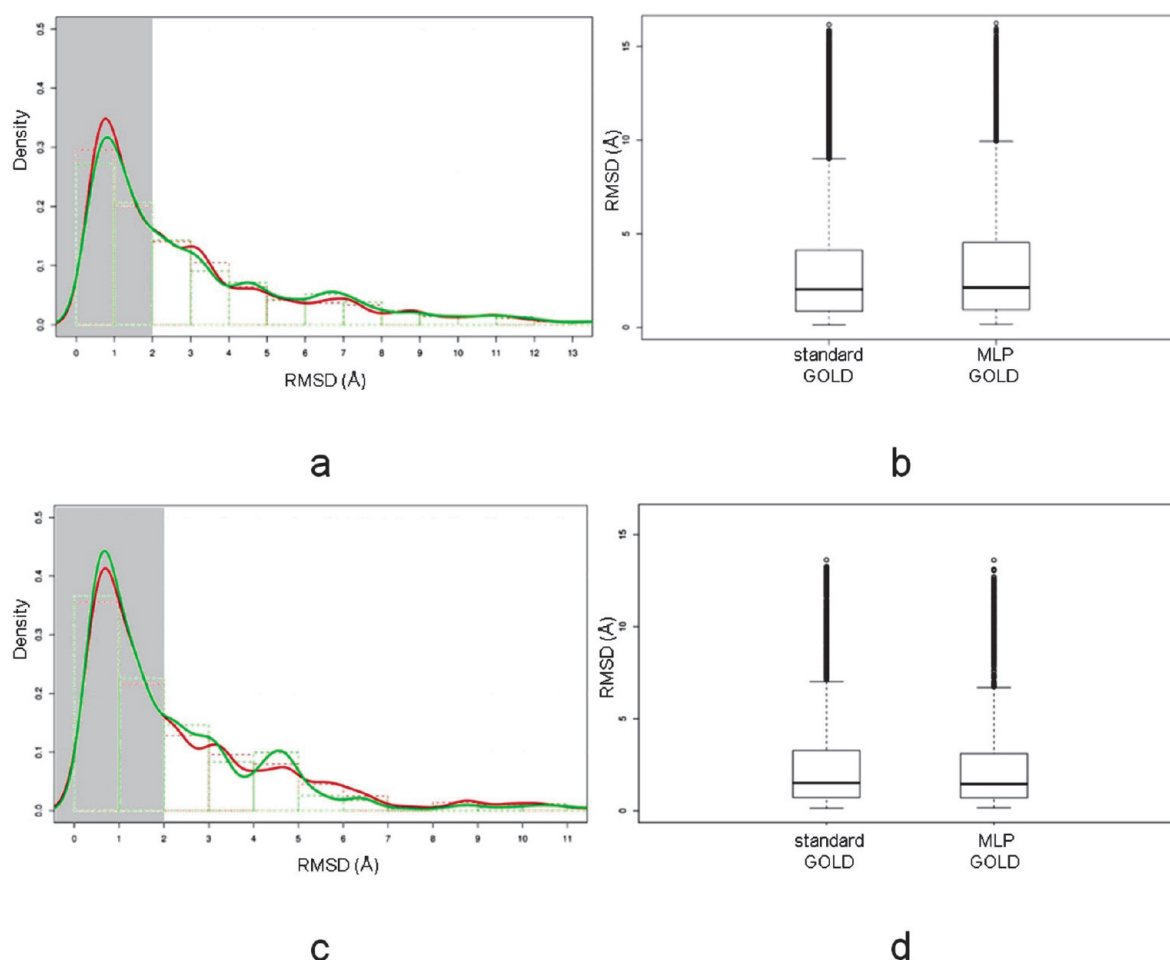 0.5
0.4
0.3
0.2
0.1
0.0
Density
0 1 2 3 4 5 6 7 8 9 10 11 12 13
RMSD (Å)
a
15
10
5
0
RMSD (Å)
standard MLP
GOLD GOLD
b
0.5
0.4
0.3
0.2
0.1
0.0
Density
0 1 2 3 4 5 6 7 8 9 10 11
RMSD (Å)
c
15
10
5
0
RMSD (Å)
standard MLP
GOLD GOLD
d